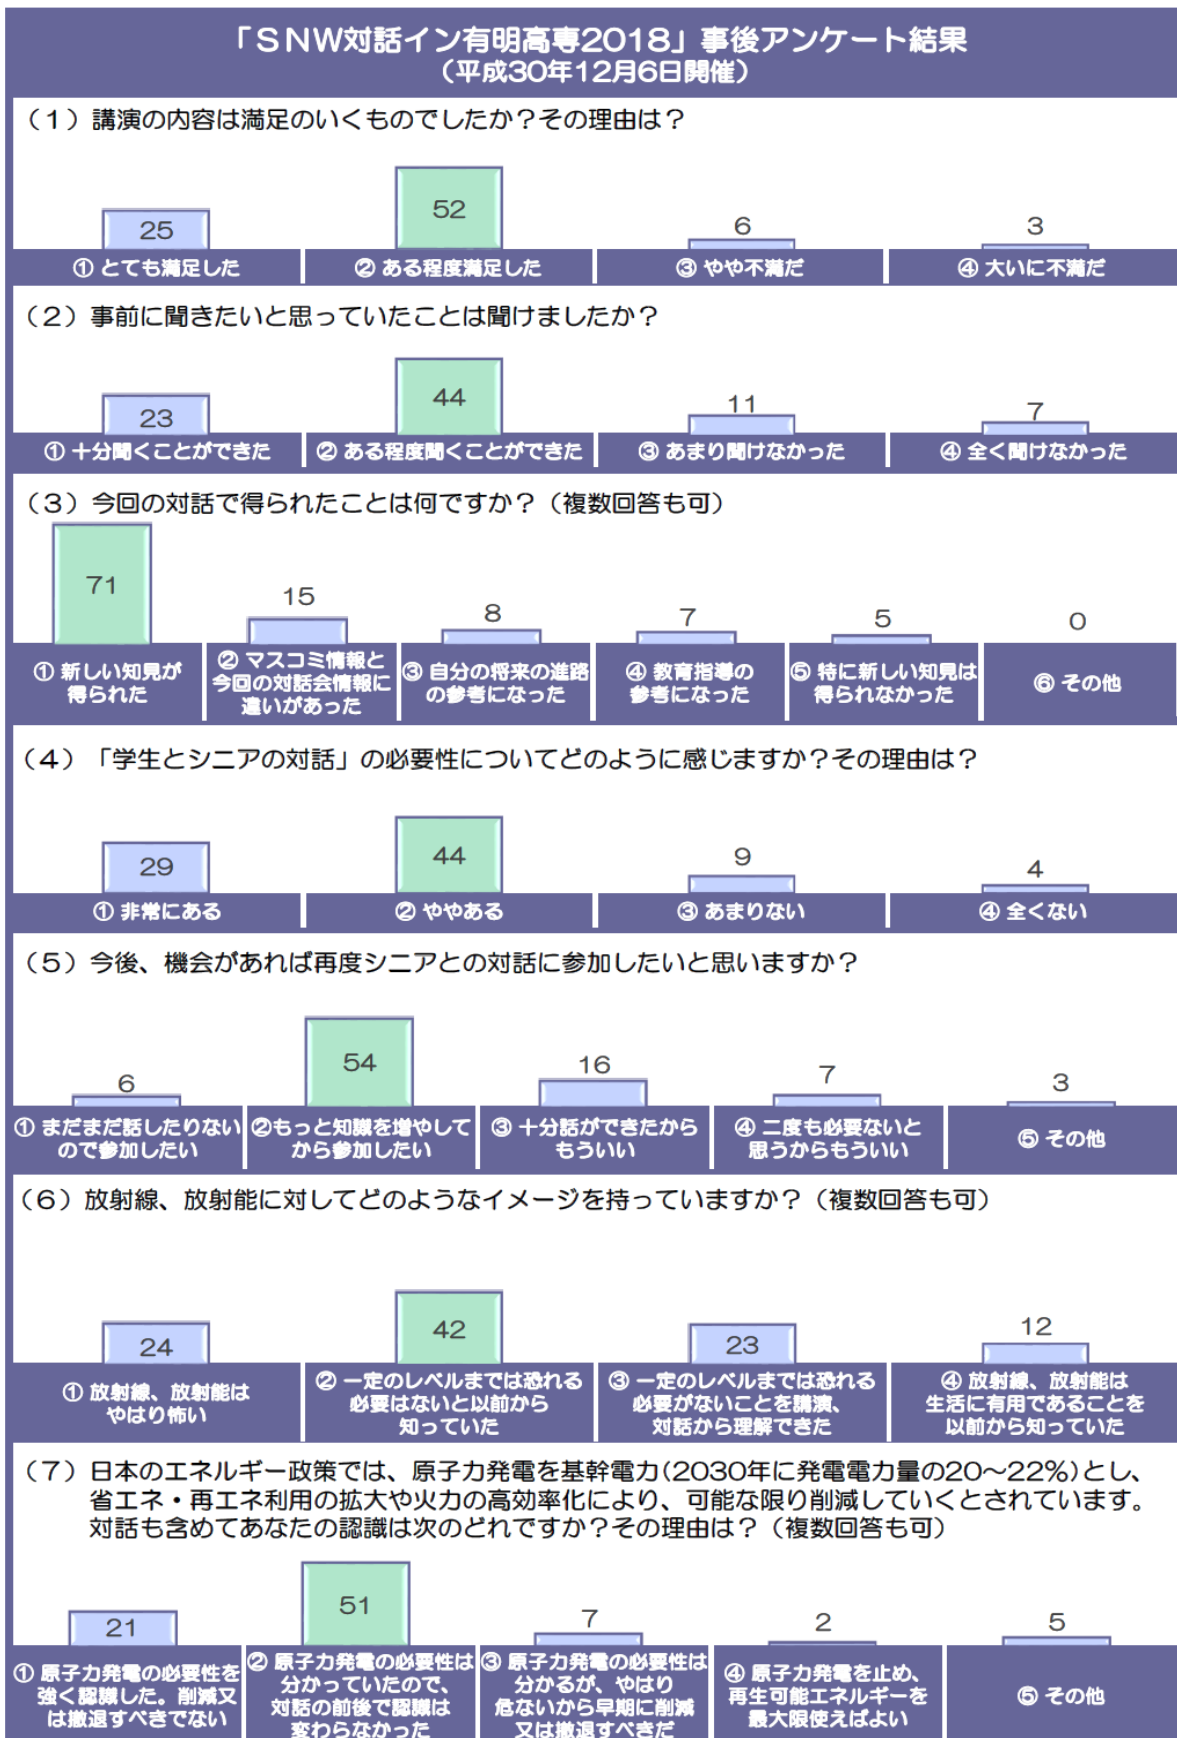 「SNW対話イン有明高専2018」事後アンケート結果
（平成30年12月6日開催）
（1）講演の内容は満足のいくものでしたか？その理由は？
25
52
6
3
① とても満足した
② ある程度満足した
③ やや不満だ
④ 大いに不満だ
（2）事前に聞きたいと思っていたことは聞けましたか？
23
44
11
7
① 十分聞くことができた
② ある程度聞くことができた
③ あまり聞けなかった
④ 全く聞けなかった
（3）今回の対話で得られたことは何ですか？（複数回答も可）
71
15
8
7
5
0
① 新しい知見が
得られた
② マスコミ情報と
今回の対話会情報に
違いがあった
③ 自分の将来の進路
の参考になった
④ 教育指導の
参考になった
⑤ 特に新しい知見は
得られなかった
⑥ その他
（4）「学生とシニアの対話」の必要性についてどのように感じますか？その理由は？
29
44
9
4
① 非常にある
② ややある
③ あまりない
④ 全くない
（5）今後、機会があれば再度シニアとの対話に参加したいと思いますか？
6
54
16
7
3
① まだまだ話したりない
ので参加したい
②もっと知識を増やして
から参加したい
③ 十分話ができたから
もういい
④ 二度も必要ないと
思うからもういい
⑤ その他
（6）放射線、放射能に対してどのようなイメージを持っていますか？（複数回答も可）
24
42
23
12
① 放射線、放射能は
やはり怖い
② 一定のレベルまでは恐れる
必要はないと以前から
知っていた
③ 一定のレベルまでは恐れる
必要がないことを講演、
対話から理解できた
④ 放射線、放射能は
生活に有用であることを
以前から知っていた
（7）日本のエネルギー政策では、原子力発電を基幹電力（2030年に発電電力量の20～22%）とし、
省エネ・再エネ利用の拡大や火力の高効率化により、可能な限り削減していくとされています。
対話も含めてあなたの認識は次のどれですか？その理由は？（複数回答も可）
21
51
7
2
5
① 原子力発電の必要性を
強く認識した。削減又
は撤退すべきでない
② 原子力発電の必要性は
分かっていたので、
対話の前後で認識は
変わらなかった
③ 原子力発電の必要性は
分かるが、やはり
危ないから早期に削減
又は撤退すべきだ
④ 原子力発電を止め、
再生可能エネルギーを
最大限使えばよい
⑤ その他